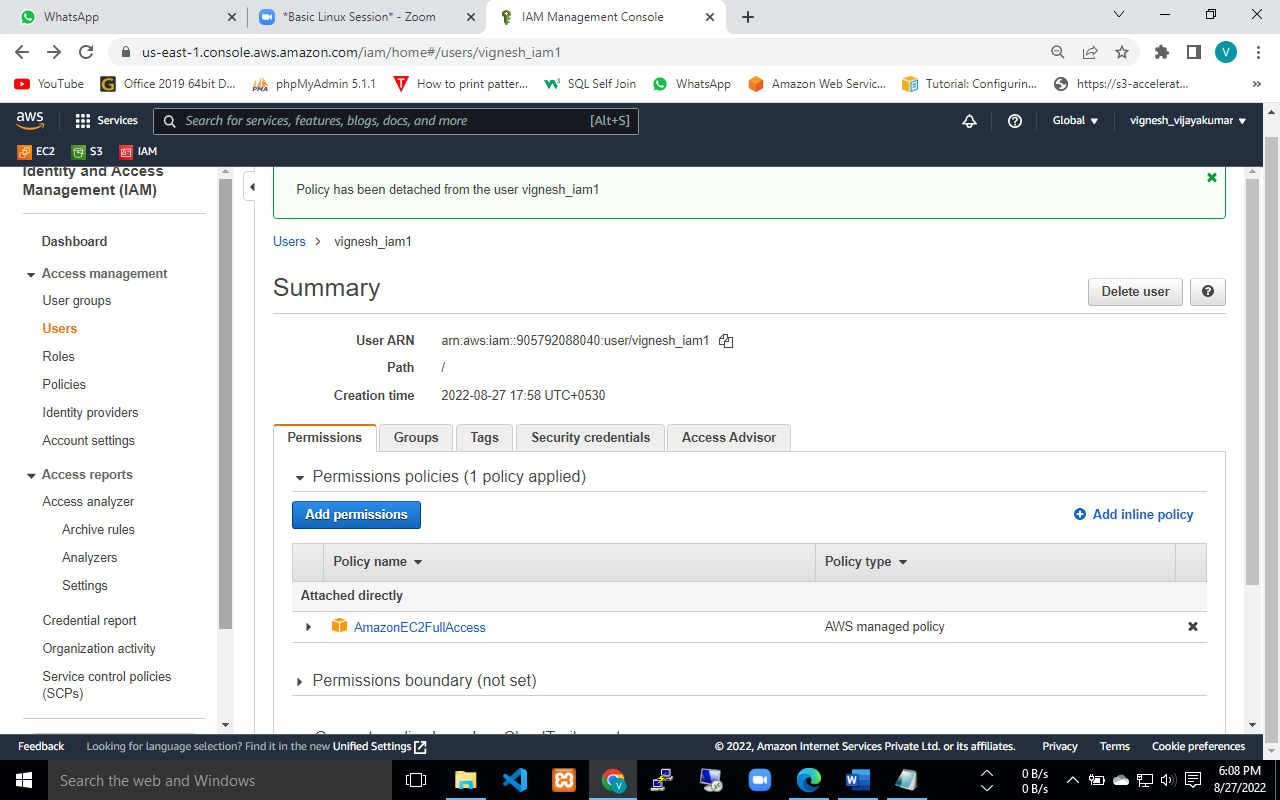 WhatsApp
*Basic Linux Session* - Zoom
IAM Management Console
us-east-1.console.aws.amazon.com/iam/home#/users/vignesh_iam1
V
YouTube
Office 2019 64bit D...
phpMyAdmin 5.1.1
How to print patter...
SQL Self Join
WhatsApp
Amazon Web Servic...
Tutorial: Configurin...
https://s3-accelerat...
aws
Services
Search for services, features, blogs, docs, and more
[Alt+S]
Global
vignesh_vijayakumar
EC2
S3
IAM
Identity and Access
Management (IAM)
Dashboard
Access management
User groups
Users
Roles
Policies
Identity providers
Account settings
Access reports
Access analyzer
Archive rules
Analyzers
Settings
Credential report
Organization activity
Service control policies
(SCPs)
Policy has been detached from the user vignesh_iam1
Users > vignesh_iam1
Summary
Delete user
User ARN arn:aws:iam::905792088040:user/vignesh_iam1
Path /
Creation time 2022-08-27 17:58 UTC+0530
Permissions
Groups
Tags
Security credentials
Access Advisor
Permissions policies (1 policy applied)
Add permissions
Add inline policy
Policy name
Policy type
Attached directly
AmazonEC2FullAccess
AWS managed policy
Permissions boundary (not set)
Feedback
Looking for language selection? Find it in the new Unified Settings
© 2022, Amazon Internet Services Private Ltd. or its affiliates.
Privacy
Terms
Cookie preferences
Search the web and Windows
0 B/s
0 B/s
6:08 PM
8/27/2022